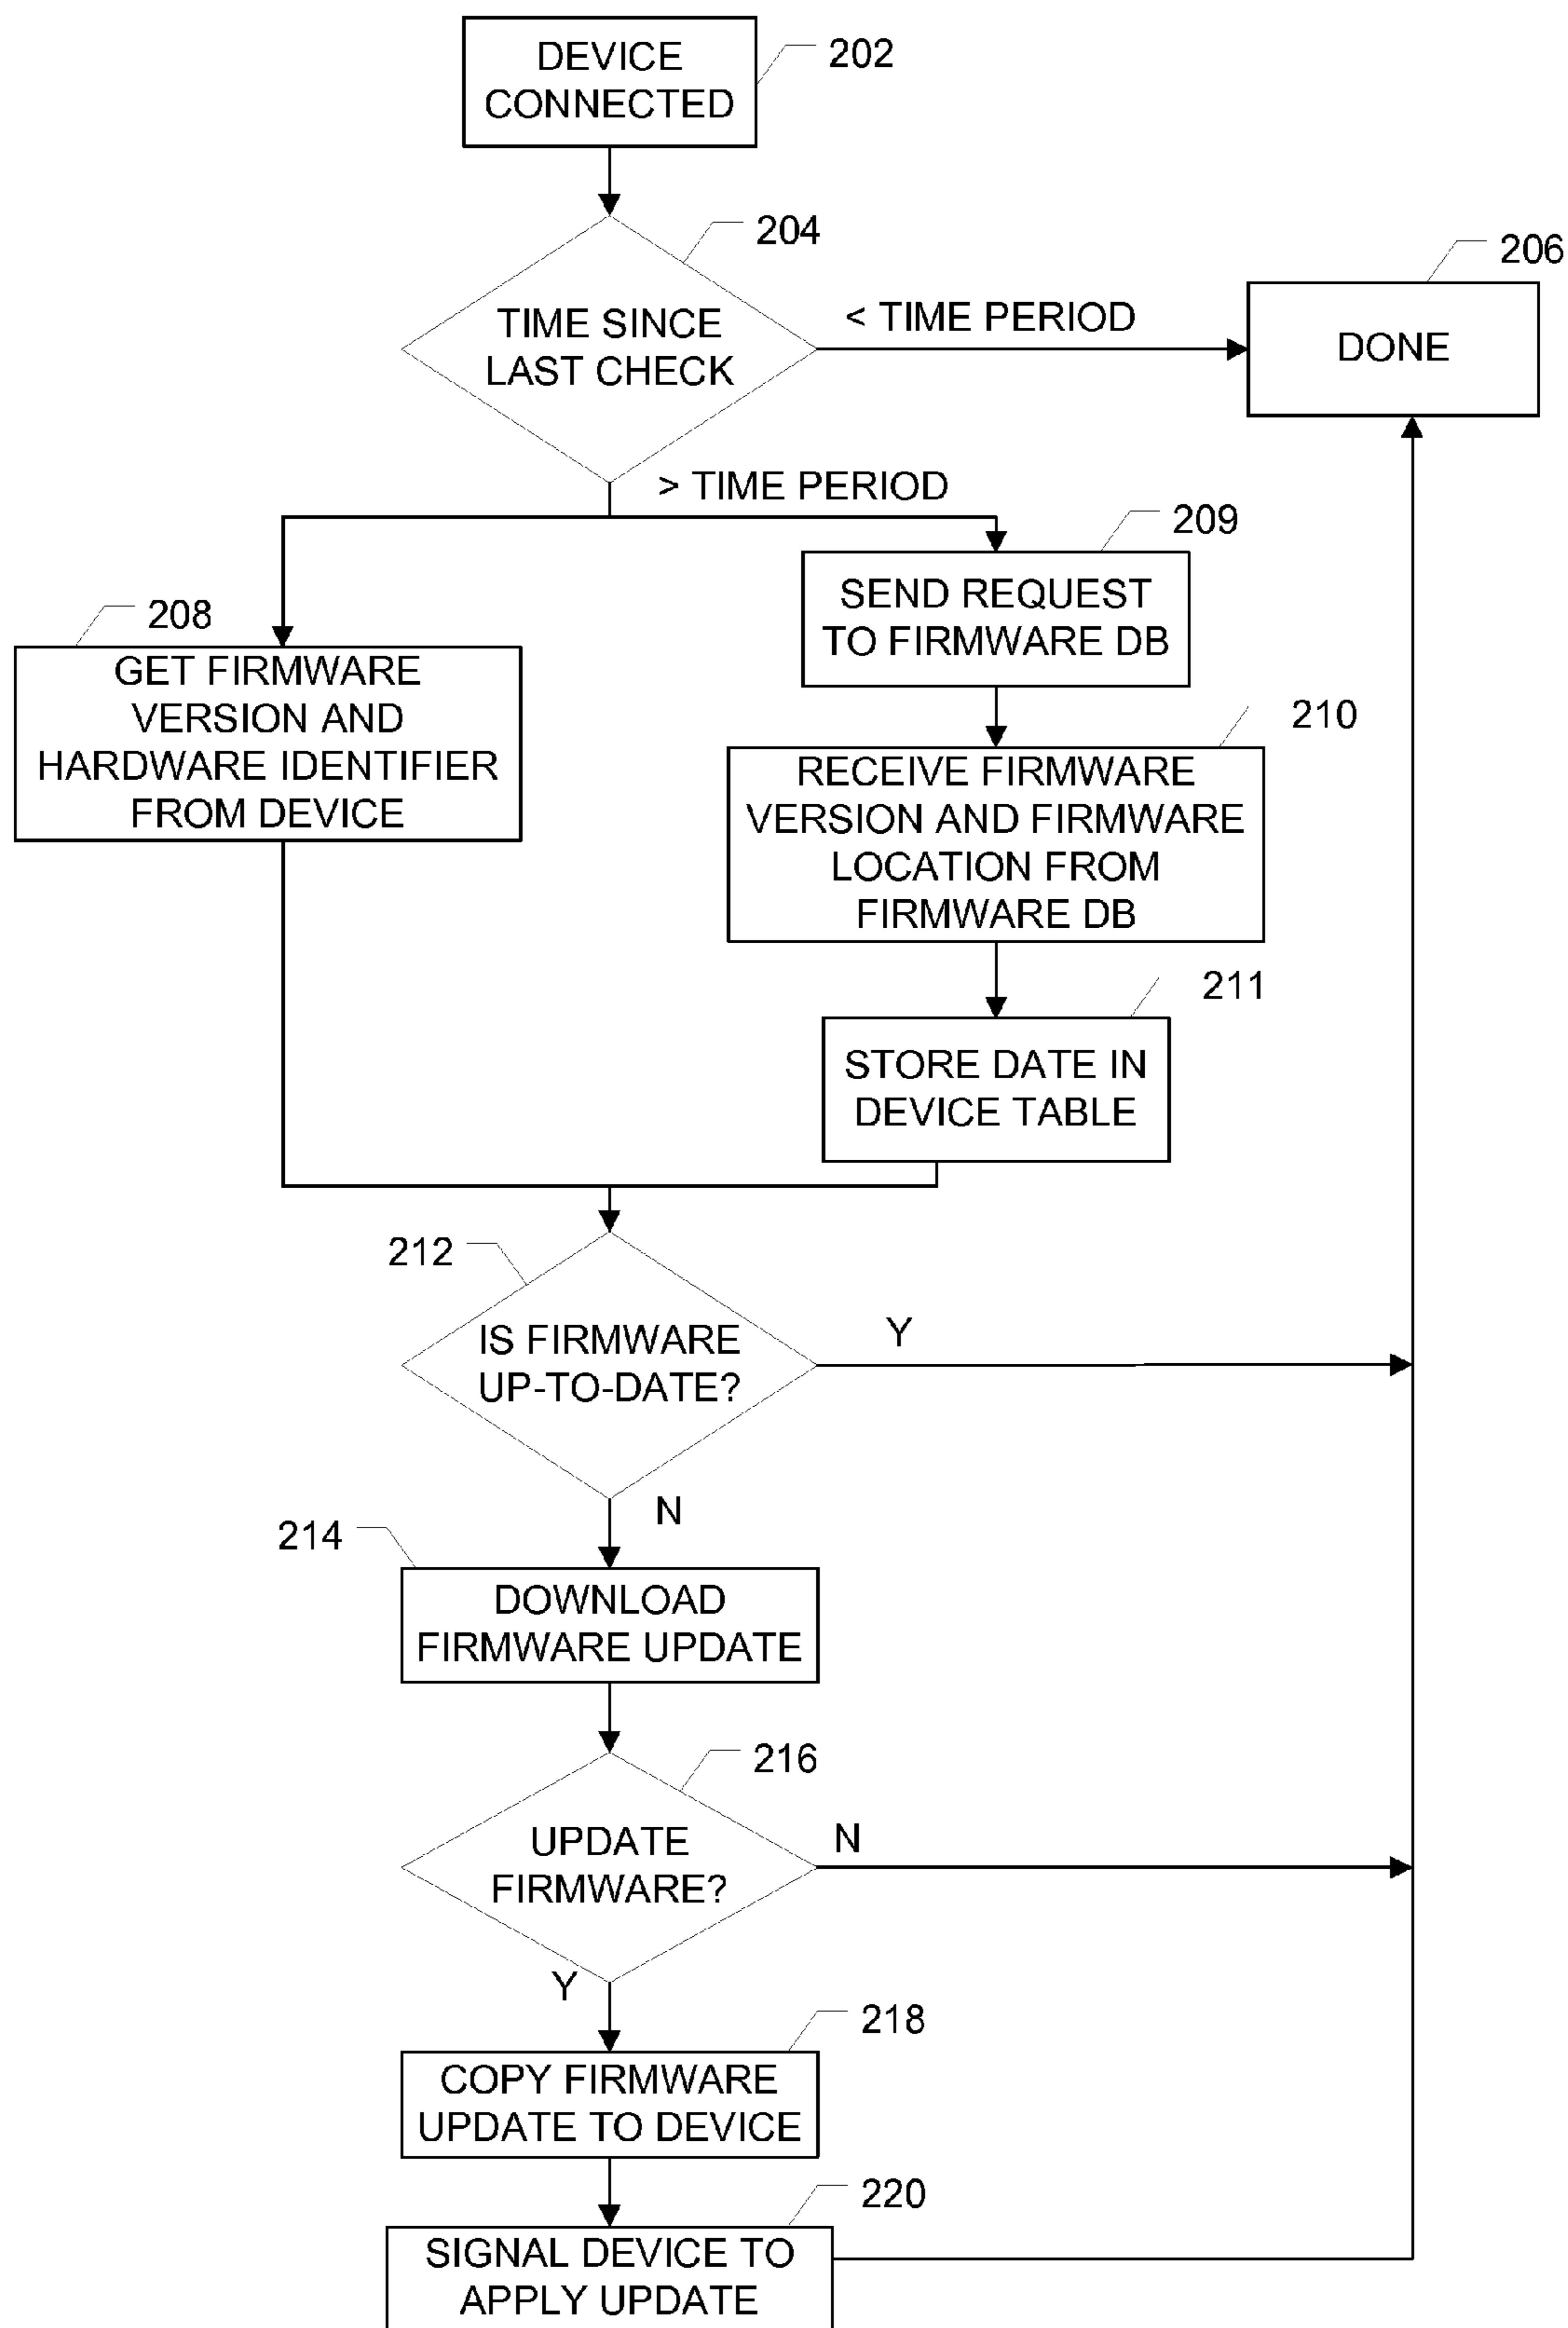 DEVICE
CONNECTED
202
204
206
TIME SINCE
LAST CHECK
< TIME PERIOD
DONE
> TIME PERIOD
209
SEND REQUEST
TO FIRMWARE DB
208
GET FIRMWARE
VERSION AND
HARDWARE IDENTIFIER
FROM DEVICE
210
RECEIVE FIRMWARE
VERSION AND FIRMWARE
LOCATION FROM
FIRMWARE DB
211
STORE DATE IN
DEVICE TABLE
212
IS FIRMWARE
UP-TO-DATE?
Y
N
214
DOWNLOAD
FIRMWARE UPDATE
216
UPDATE
FIRMWARE?
N
Y
218
COPY FIRMWARE
UPDATE TO DEVICE
220
SIGNAL DEVICE TO
APPLY UPDATE